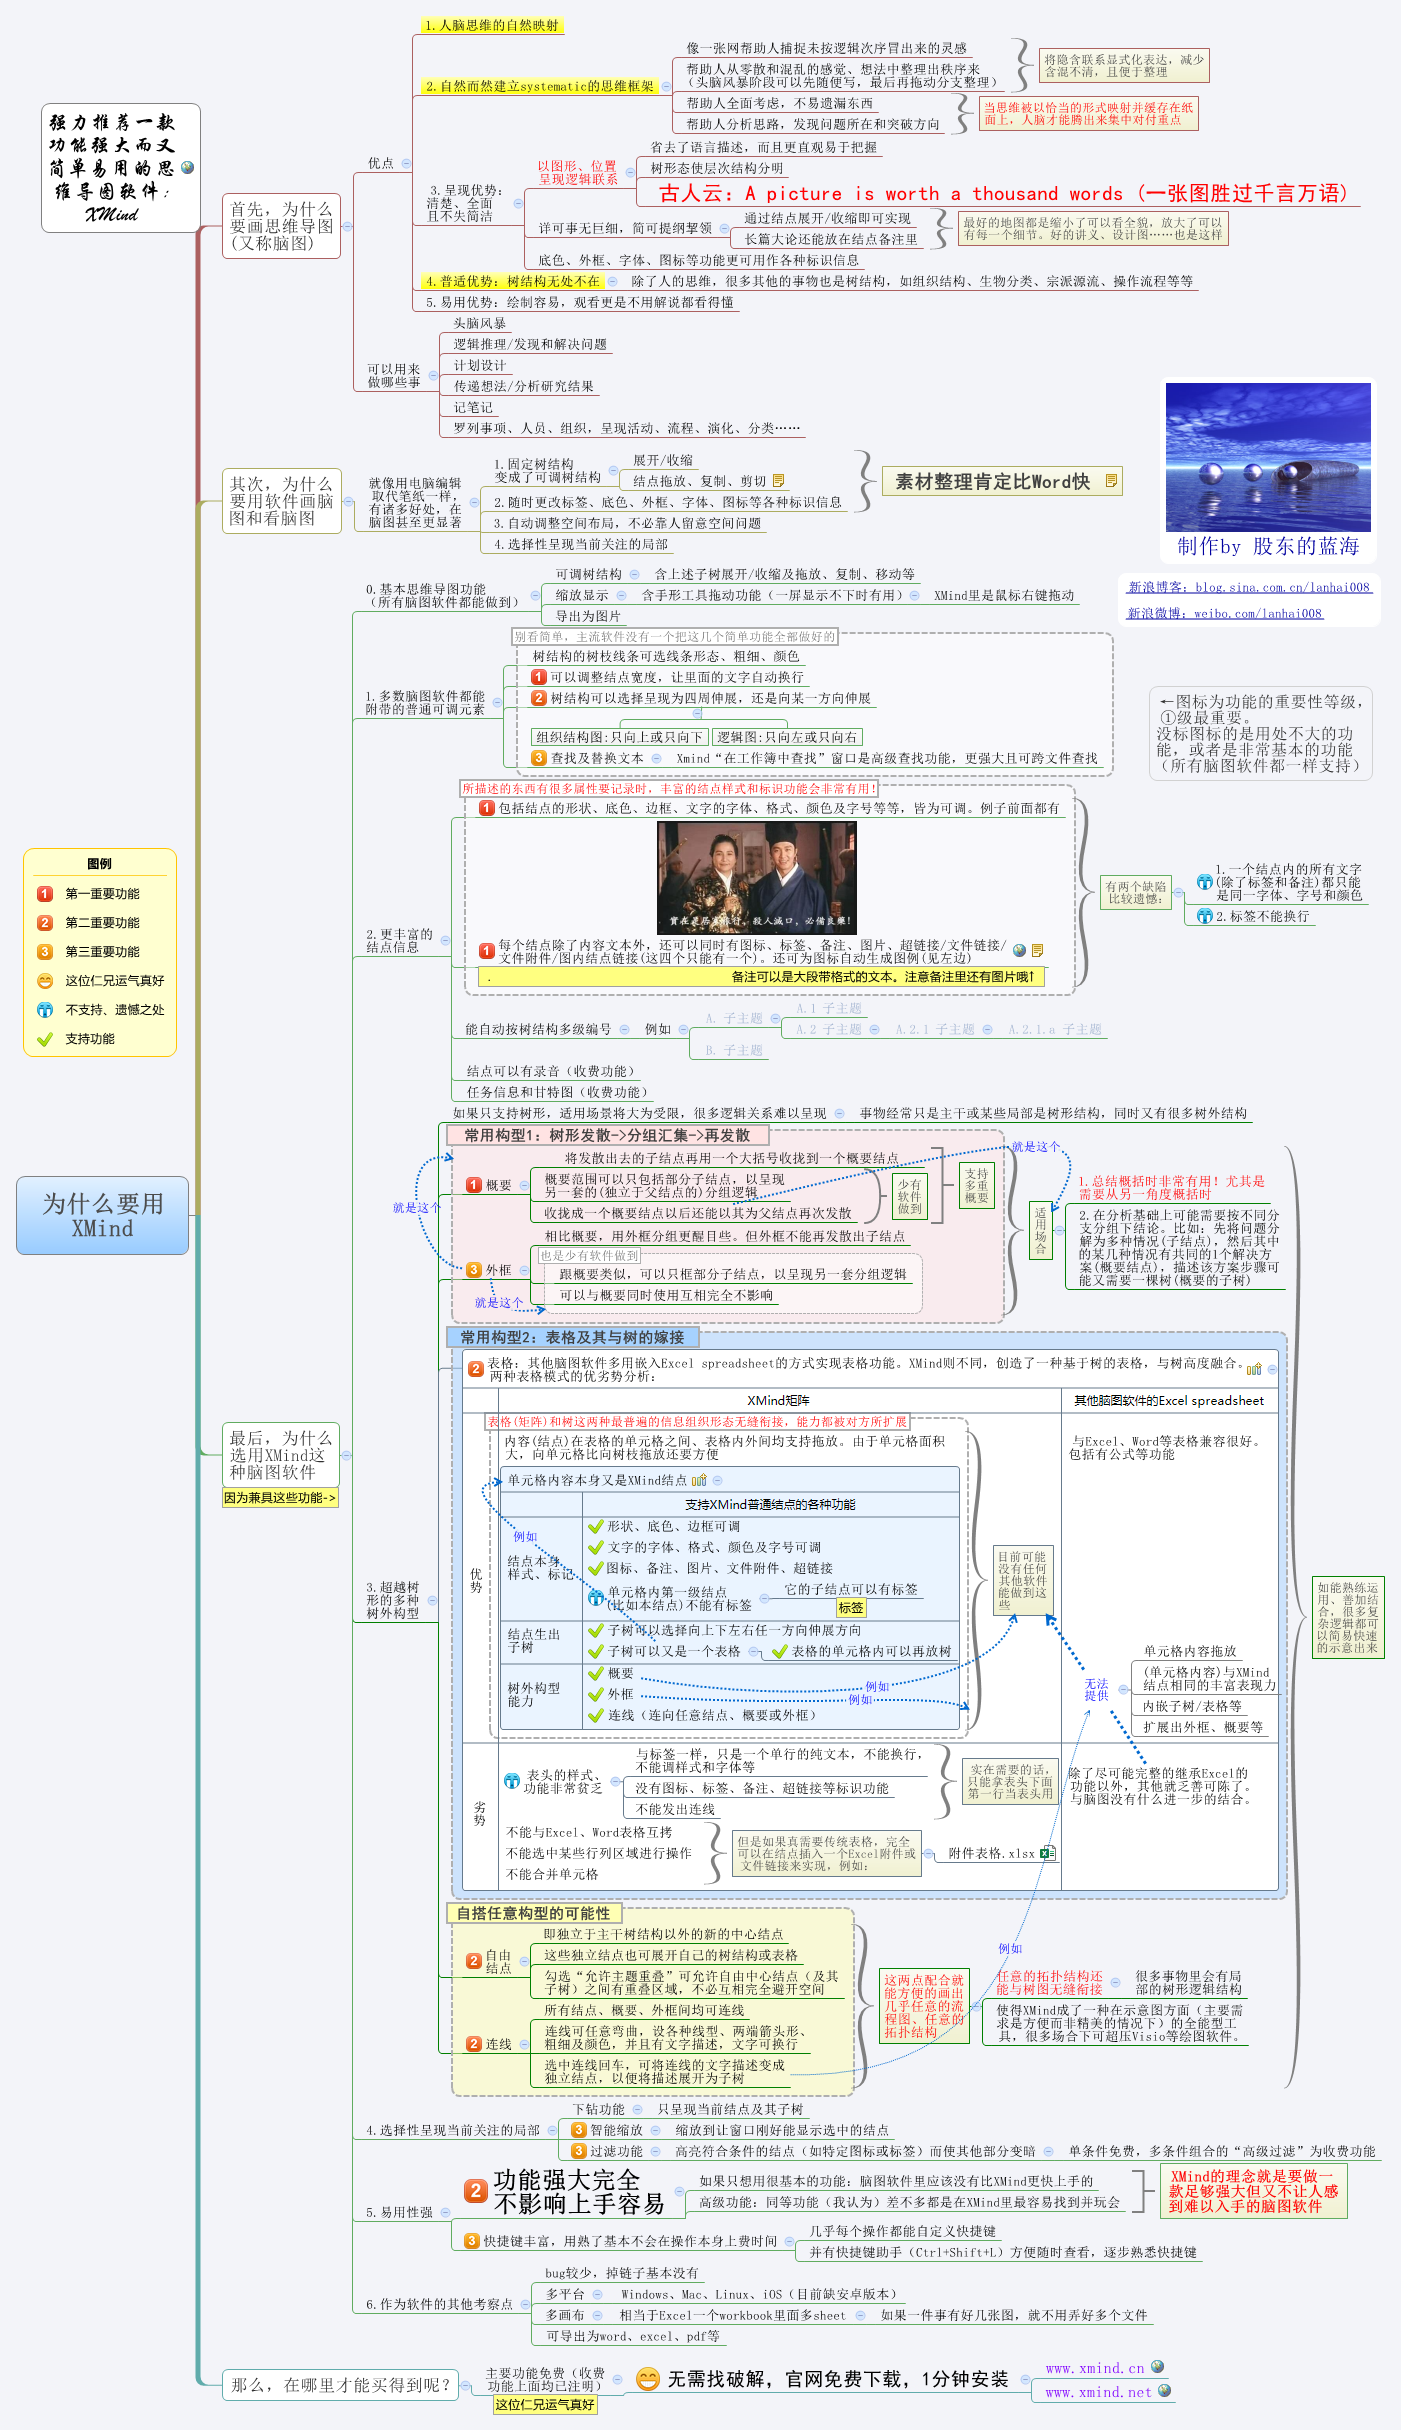 强力推荐一款
功能强大而又
简单易用的思
维导图软件：
XMind
为什么要用
XMind
图例
第一重要功能
第二重要功能
第三重要功能
这位仁兄运气真好
不支持、遗憾之处
支持功能
首先，为什么
要画思维导图
(又称脑图)
优点
1.人脑思维的自然映射
2.自然而然建立systematic的思维框架
像一张网帮助人捕捉未按逻辑次序冒出来的灵感
帮助人从零散和混乱的感觉、想法中整理出秩序来
（头脑风暴阶段可以先随便写，最后再拖动分支整理）
将隐含联系显式化表达，减少
含混不清，且便于整理
帮助人全面考虑，不易遗漏东西
帮助人分析思路，发现问题所在和突破方向
当思维被以恰当的形式映射并缓存在纸
面上，人脑才能腾出来集中对付重点
3.呈现优势：
清楚、全面
且不失简洁
以图形、位置
呈现逻辑联系
省去了语言描述，而且更直观易于把握
树形态使层次结构分明
古人云：A picture is worth a thousand words (一张图胜过千言万语)
详可事无巨细，简可提纲挈领
通过结点展开/收缩即可实现
长篇大论还能放在结点备注里
最好的地图都是缩小了可以看全貌，放大了可以
有每一个细节。好的讲义、设计图……也是这样
底色、外框、字体、图标等功能更可用作各种标识信息
4.普适优势：树结构无处不在
除了人的思维，很多其他的事物也是树结构，如组织结构、生物分类、宗派源流、操作流程等等
5.易用优势：绘制容易，观看更是不用解说都看得懂
可以用来
做哪些事
头脑风暴
逻辑推理/发现和解决问题
计划设计
传递想法/分析研究结果
记笔记
罗列事项、人员、组织，呈现活动、流程、演化、分类……
制作by 股东的蓝海
新浪博客：blog.sina.com.cn/lanhai008
新浪微博：weibo.com/lanhai008
其次，为什么
要用软件画脑
图和看脑图
就像用电脑编辑
取代笔纸一样，
有诸多好处，在
脑图甚至更显著
1.固定树结构
变成了可调树结构
展开/收缩
结点拖放、复制、剪切
2.随时更改标签、底色、外框、字体、图标等各种标识信息
3.自动调整空间布局，不必靠人留意空间问题
4.选择性呈现当前关注的局部
素材整理肯定比Word快
最后，为什么
选用XMind这
种脑图软件
因为兼具这些功能->
0.基本思维导图功能
（所有脑图软件都能做到）
可调树结构
含上述子树展开/收缩及拖放、复制、移动等
缩放显示
含手形工具拖动功能（一屏显示不下时有用）
XMind里是鼠标右键拖动
导出为图片
1.多数脑图软件都能
附带的普通可调元素
别看简单，主流软件没有一个把这几个简单功能全部做好的
树结构的树枝线条可选线条形态、粗细、颜色
1 可以调整结点宽度，让里面的文字自动换行
2 树结构可以选择呈现为四周伸展，还是向某一方向伸展
组织结构图:只向上或只向下
逻辑图:只向左或只向右
3 查找及替换文本
Xmind“在工作簿中查找”窗口是高级查找功能，更强大且可跨文件查找
←图标为功能的重要性等级，
①级最重要。
没标图标的是用处不大的功
能，或者是非常基本的功能
（所有脑图软件都一样支持）
2.更丰富的
结点信息
所描述的东西有很多属性要记录时，丰富的结点样式和标识功能会非常有用！
1 包括结点的形状、底色、边框、文字的字体、格式、颜色及字号等等，皆为可调。例子前面都有
實在是居家旅行，殺人滅口，必備良藥!
1 每个结点除了内容文本外，还可以同时有图标、标签、备注、图片、超链接/文件链接/
文件附件/图内结点链接(这四个只能有一个)。还可为图标自动生成图例(见左边)
. 备注可以是大段带格式的文本。注意备注里还有图片哦↑
有两个缺陷
比较遗憾：
1.一个结点内的所有文字
(除了标签和备注)都只能
是同一字体、字号和颜色
2.标签不能换行
能自动按树结构多级编号
例如
A. 子主题
A.1 子主题
A.2 子主题
A.2.1 子主题
A.2.1.a 子主题
B. 子主题
结点可以有录音（收费功能）
任务信息和甘特图（收费功能）
3.超越树
形的多种
树外构型
如果只支持树形，适用场景将大为受限，很多逻辑关系难以呈现
事物经常只是主干或某些局部是树形结构，同时又有很多树外结构
常用构型1：树形发散->分组汇集->再发散
1 概要
将发散出去的子结点再用一个大括号收拢到一个概要结点
概要范围可以只包括部分子结点，以呈现
另一套的(独立于父结点的)分组逻辑
收拢成一个概要结点以后还能以其为父结点再次发散
少有
软件
做到
支持
多重
概要
就是这个
就是这个
3 外框
相比概要，用外框分组更醒目些。但外框不能再发散出子结点
也是少有软件做到
跟概要类似，可以只框部分子结点，以呈现另一套分组逻辑
可以与概要同时使用互相完全不影响
就是这个
适
用
场
合
1.总结概括时非常有用！尤其是
需要从另一角度概括时
2.在分析基础上可能需要按不同分
支分组下结论。比如：先将问题分
解为多种情况(子结点)，然后其中
的某几种情况有共同的1个解决方
案(概要结点)，描述该方案步骤可
能又需要一棵树(概要的子树)
常用构型2：表格及其与树的嫁接
2 表格：其他脑图软件多用嵌入Excel spreadsheet的方式实现表格功能。XMind则不同，创造了一种基于树的表格，与树高度融合。
两种表格模式的优劣势分析：
XMind矩阵
其他脑图软件的Excel spreadsheet
优
势
表格(矩阵)和树这两种最普遍的信息组织形态无缝衔接，能力都被对方所扩展
内容(结点)在表格的单元格之间、表格内外间均支持拖放。由于单元格面积
大，向单元格比向树枝拖放还要方便
与Excel、Word等表格兼容很好。
包括有公式等功能
单元格内容本身又是XMind结点
支持XMind普通结点的各种功能
例如
结点本身
样式、标记
形状、底色、边框可调
文字的字体、格式、颜色及字号可调
图标、备注、图片、文件附件、超链接
单元格内第一级结点
(比如本结点)不能有标签
它的子结点可以有标签
标签
结点生出
子树
子树可以选择向上下左右任一方向伸展方向
子树可以又是一个表格
表格的单元格内可以再放树
树外构型
能力
概要
外框
连线（连向任意结点、概要或外框）
例如
例如
目前可能
没有任何
其他软件
能做到这
些
无法
提供
单元格内容拖放
(单元格内容)与XMind
结点相同的丰富表现力
内嵌子树/表格等
扩展出外框、概要等
如能熟练运
用、善加结
合，很多复
杂逻辑都可
以简易快速
的示意出来
劣
势
表头的样式、
功能非常贫乏
与标签一样，只是一个单行的纯文本，不能换行，
不能调样式和字体等
没有图标、标签、备注、超链接等标识功能
不能发出连线
实在需要的话，
只能拿表头下面
第一行当表头用
除了尽可能完整的继承Excel的
功能以外，其他就乏善可陈了。
与脑图没有什么进一步的结合。
不能与Excel、Word表格互拷
不能选中某些行列区域进行操作
不能合并单元格
但是如果真需要传统表格，完全
可以在结点插入一个Excel附件或
文件链接来实现，例如：
附件表格.xlsx
自搭任意构型的可能性
2 自由
结点
即独立于主干树结构以外的新的中心结点
这些独立结点也可展开自己的树结构或表格
勾选“允许主题重叠”可允许自由中心结点（及其
子树）之间有重叠区域，不必互相完全避开空间
2 连线
所有结点、概要、外框间均可连线
连线可任意弯曲，设各种线型、两端箭头形、
粗细及颜色，并且有文字描述，文字可换行
选中连线回车，可将连线的文字描述变成
独立结点，以便将描述展开为子树
例如
这两点配合就
能方便的画出
几乎任意的流
程图、任意的
拓扑结构
任意的拓扑结构还
能与树图无缝衔接
很多事物里会有局
部的树形逻辑结构
使得XMind成了一种在示意图方面（主要需
求是方便而非精美的情况下）的全能型工
具，很多场合下可超压Visio等绘图软件。
4.选择性呈现当前关注的局部
下钻功能
只呈现当前结点及其子树
3 智能缩放
缩放到让窗口刚好能显示选中的结点
3 过滤功能
高亮符合条件的结点（如特定图标或标签）而使其他部分变暗
单条件免费，多条件组合的“高级过滤”为收费功能
5.易用性强
2 功能强大完全
不影响上手容易
如果只想用很基本的功能：脑图软件里应该没有比XMind更快上手的
高级功能：同等功能（我认为）差不多都是在XMind里最容易找到并玩会
XMind的理念就是要做一
款足够强大但又不让人感
到难以入手的脑图软件
3 快捷键丰富，用熟了基本不会在操作本身上费时间
几乎每个操作都能自定义快捷键
并有快捷键助手（Ctrl+Shift+L）方便随时查看，逐步熟悉快捷键
6.作为软件的其他考察点
bug较少，掉链子基本没有
多平台
Windows、Mac、Linux、iOS（目前缺安卓版本）
多画布
相当于Excel一个workbook里面多sheet
如果一件事有好几张图，就不用弄好多个文件
可导出为word、excel、pdf等
那么，在哪里才能买得到呢？
主要功能免费（收费
功能上面均已注明）
这位仁兄运气真好
无需找破解，官网免费下载，1分钟安装
www.xmind.cn
www.xmind.net